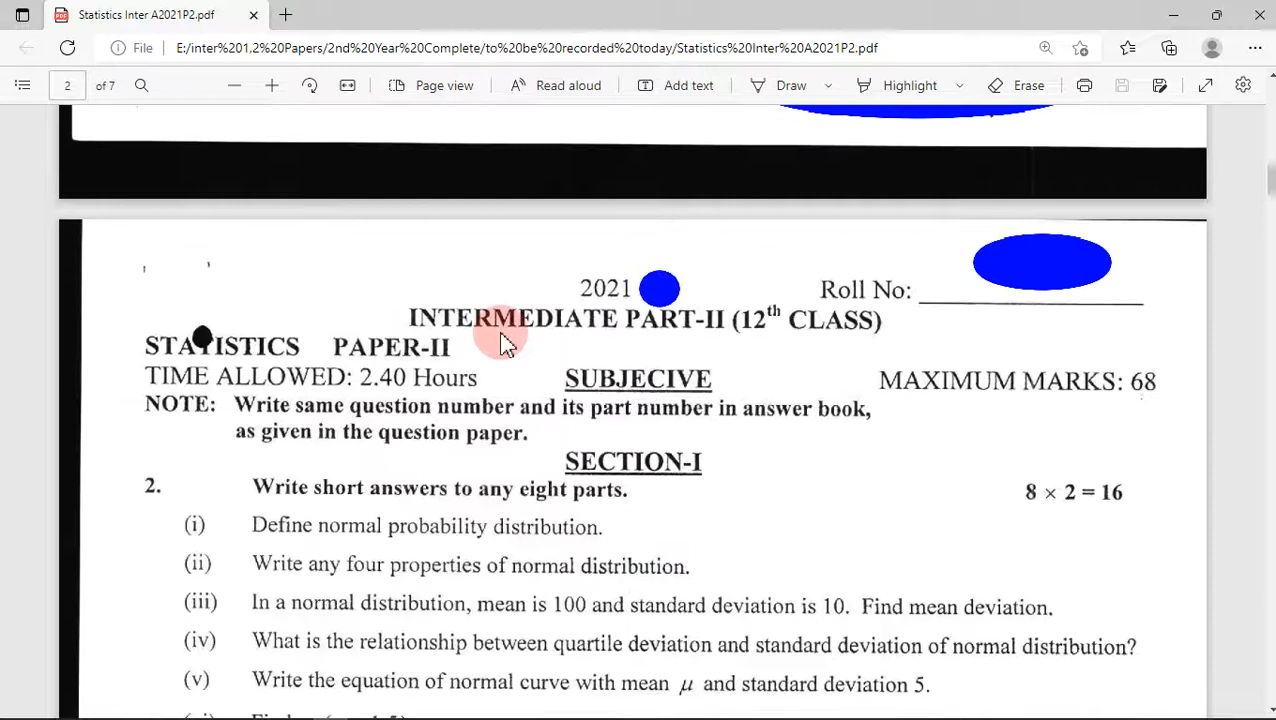 Statistics Inter A2021P2.pdf
File E:/inter%201,2%20Papers/2nd%20Year%20Complete/to%20be%20recorded%20today/Statistics%20Inter%20A2021P2.pdf
2 of 7 Page view Read aloud Add text Draw Highlight Erase
2021 Roll No:
INTERMEDIATE PART-II (12th CLASS)
STATISTICS PAPER-II
TIME ALLOWED: 2.40 Hours SUBJECIVE MAXIMUM MARKS: 68
NOTE: Write same question number and its part number in answer book,
as given in the question paper.
SECTION-I
2. Write short answers to any eight parts. 8 × 2 = 16
(i) Define normal probability distribution.
(ii) Write any four properties of normal distribution.
(iii) In a normal distribution, mean is 100 and standard deviation is 10. Find mean deviation.
(iv) What is the relationship between quartile deviation and standard deviation of normal distribution?
(v) Write the equation of normal curve with mean μ and standard deviation 5.